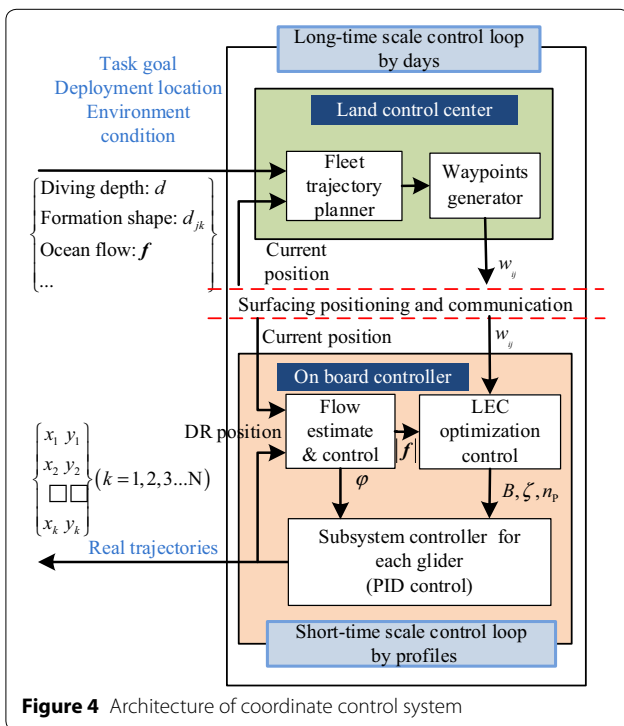 Long-time scale control loop
by days
Task goal
Deployment location
Environment
condition
Land control center
Fleet
trajectory
planner
Waypoints
generator
Diving depth: d
Formation shape: d_jk
Ocean flow: f
...
Current
position
w_ij
Surfacing positioning and communication
Current position
w_ij
On board controller
DR position
Flow
estimate
& control
|f|
LEC
optimization
control
x_1 y_1
x_2 y_2
□ □
x_k y_k
(k = 1,2,3...N)
φ
B, ζ, n_P
Real trajectories
Subsystem controller for
each glider
(PID control)
Short-time scale control loop
by profiles
Figure 4 Architecture of coordinate control system